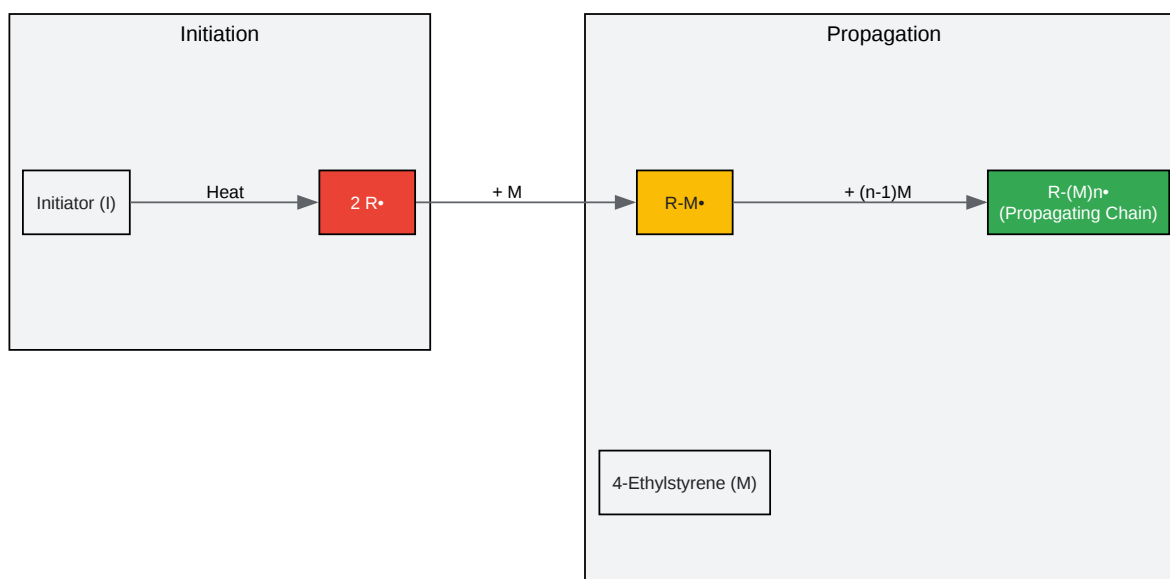 Initiation
Propagation
Initiator (I)
Heat
2 R•
+ M
R-M•
+ (n-1)M
R-(M)n•
(Propagating Chain)
4-Ethylstyrene (M)